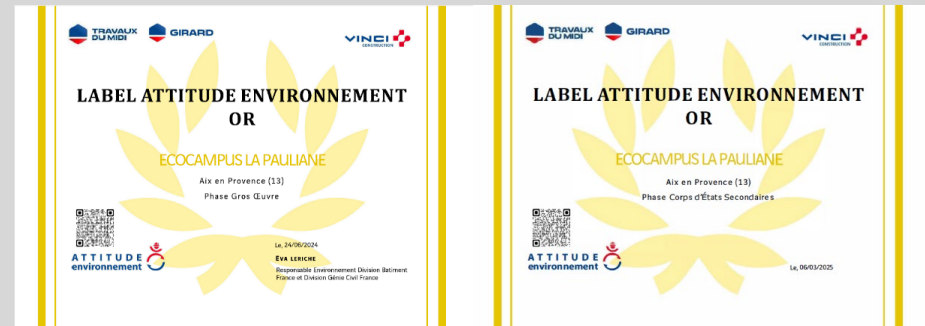 TRAVAUX DU MIDI
GIRARD
VINCI
CONSTRUCTION
LABEL ATTITUDE ENVIRONNEMENT
OR
ECOCAMPUS LA PAULIANE
Aix en Provence (13)
Phase Gros Œuvre
Le, 24/06/2024
EVA LERICHE
Responsable Environnement Division Batiment
France et Division Génie Civil France
ATTITUDE
environnement
TRAVAUX DU MIDI
GIRARD
VINCI
CONSTRUCTION
LABEL ATTITUDE ENVIRONNEMENT
OR
ECOCAMPUS LA PAULIANE
Aix en Provence (13)
Phase Corps d'États Secondaires
ATTITUDE
environnement
Le, 06/03/2025